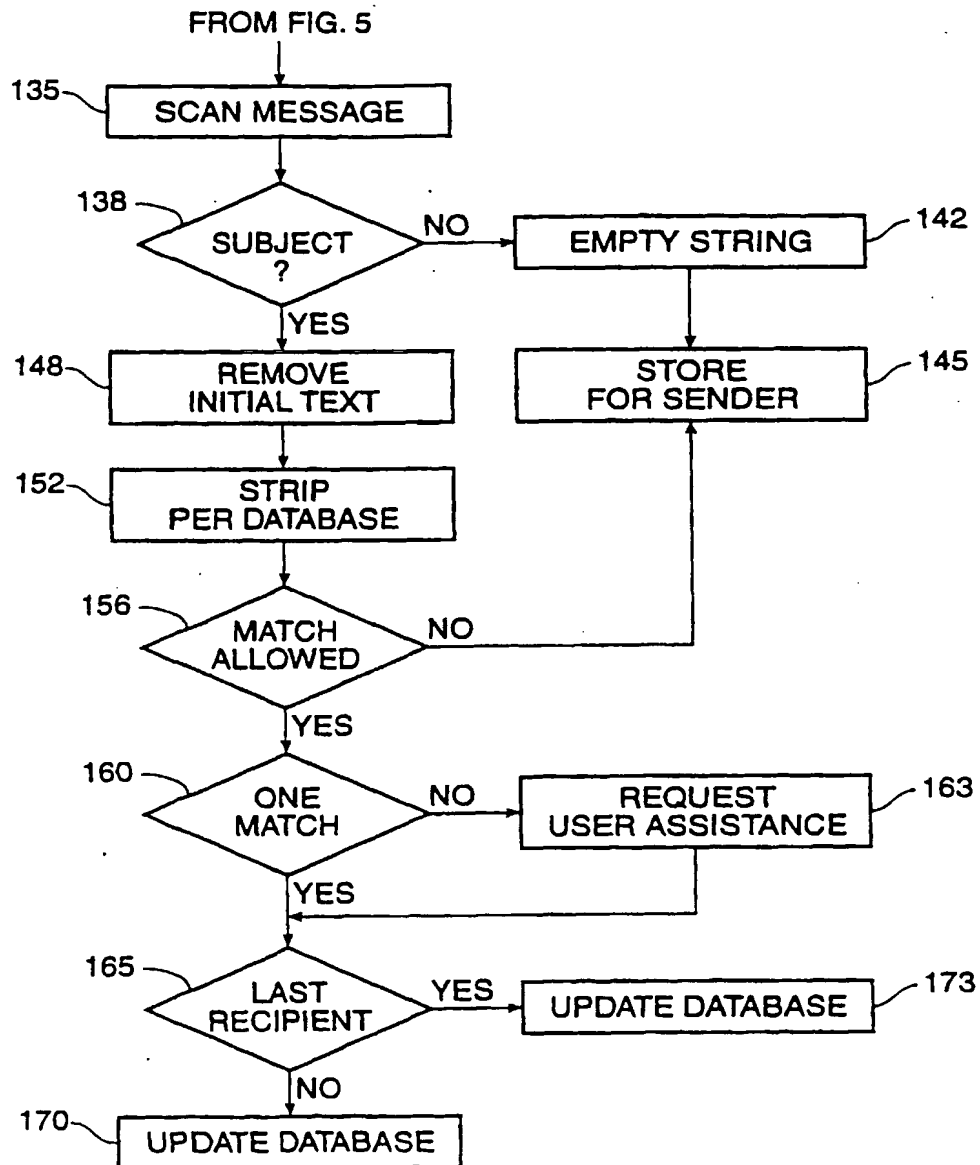 FROM FIG. 5
135
SCAN MESSAGE
138
SUBJECT
?
NO
EMPTY STRING
142
YES
148
REMOVE
INITIAL TEXT
STORE
FOR SENDER
145
152
STRIP
PER DATABASE
156
MATCH
ALLOWED
NO
YES
160
ONE
MATCH
NO
REQUEST
USER ASSISTANCE
163
YES
165
LAST
RECIPIENT
YES
UPDATE DATABASE
173
NO
170
UPDATE DATABASE